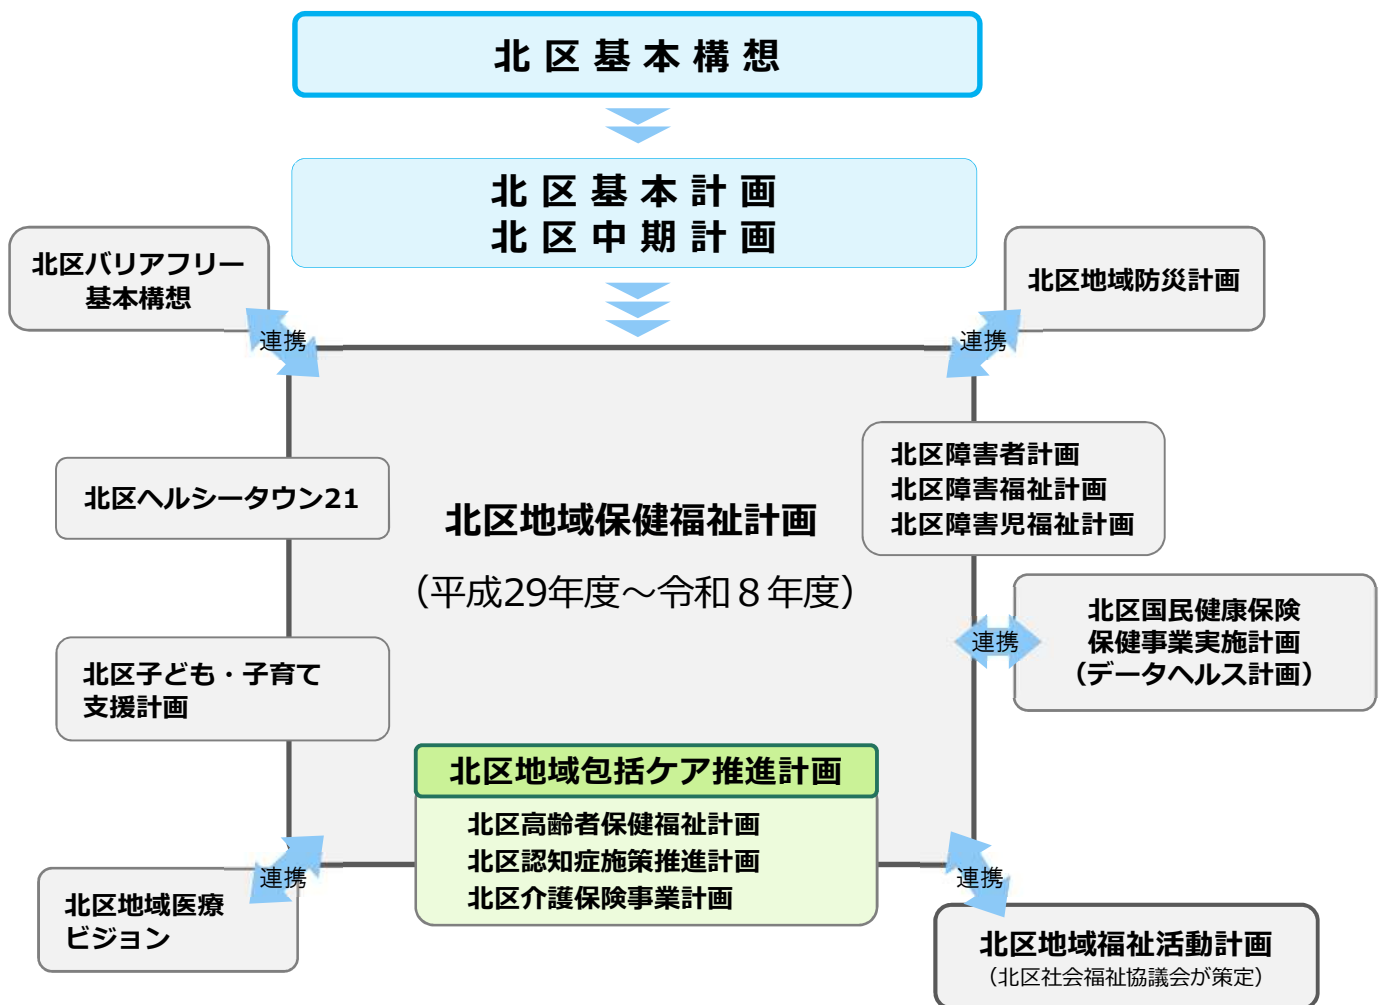 北区基本構想
北区基本計画
北区中期計画
北区バリアフリー
基本構想
北区地域防災計画
連携
連携
北区障害者計画
北区障害福祉計画
北区障害児福祉計画
北区ヘルシータウン21
北区地域保健福祉計画
（平成29年度～令和８年度）
北区国民健康保険
保健事業実施計画
（データヘルス計画）
連携
北区子ども・子育て
支援計画
北区地域包括ケア推進計画
北区高齢者保健福祉計画
北区認知症施策推進計画
北区介護保険事業計画
連携
連携
北区地域医療
ビジョン
北区地域福祉活動計画
（北区社会福祉協議会が策定）